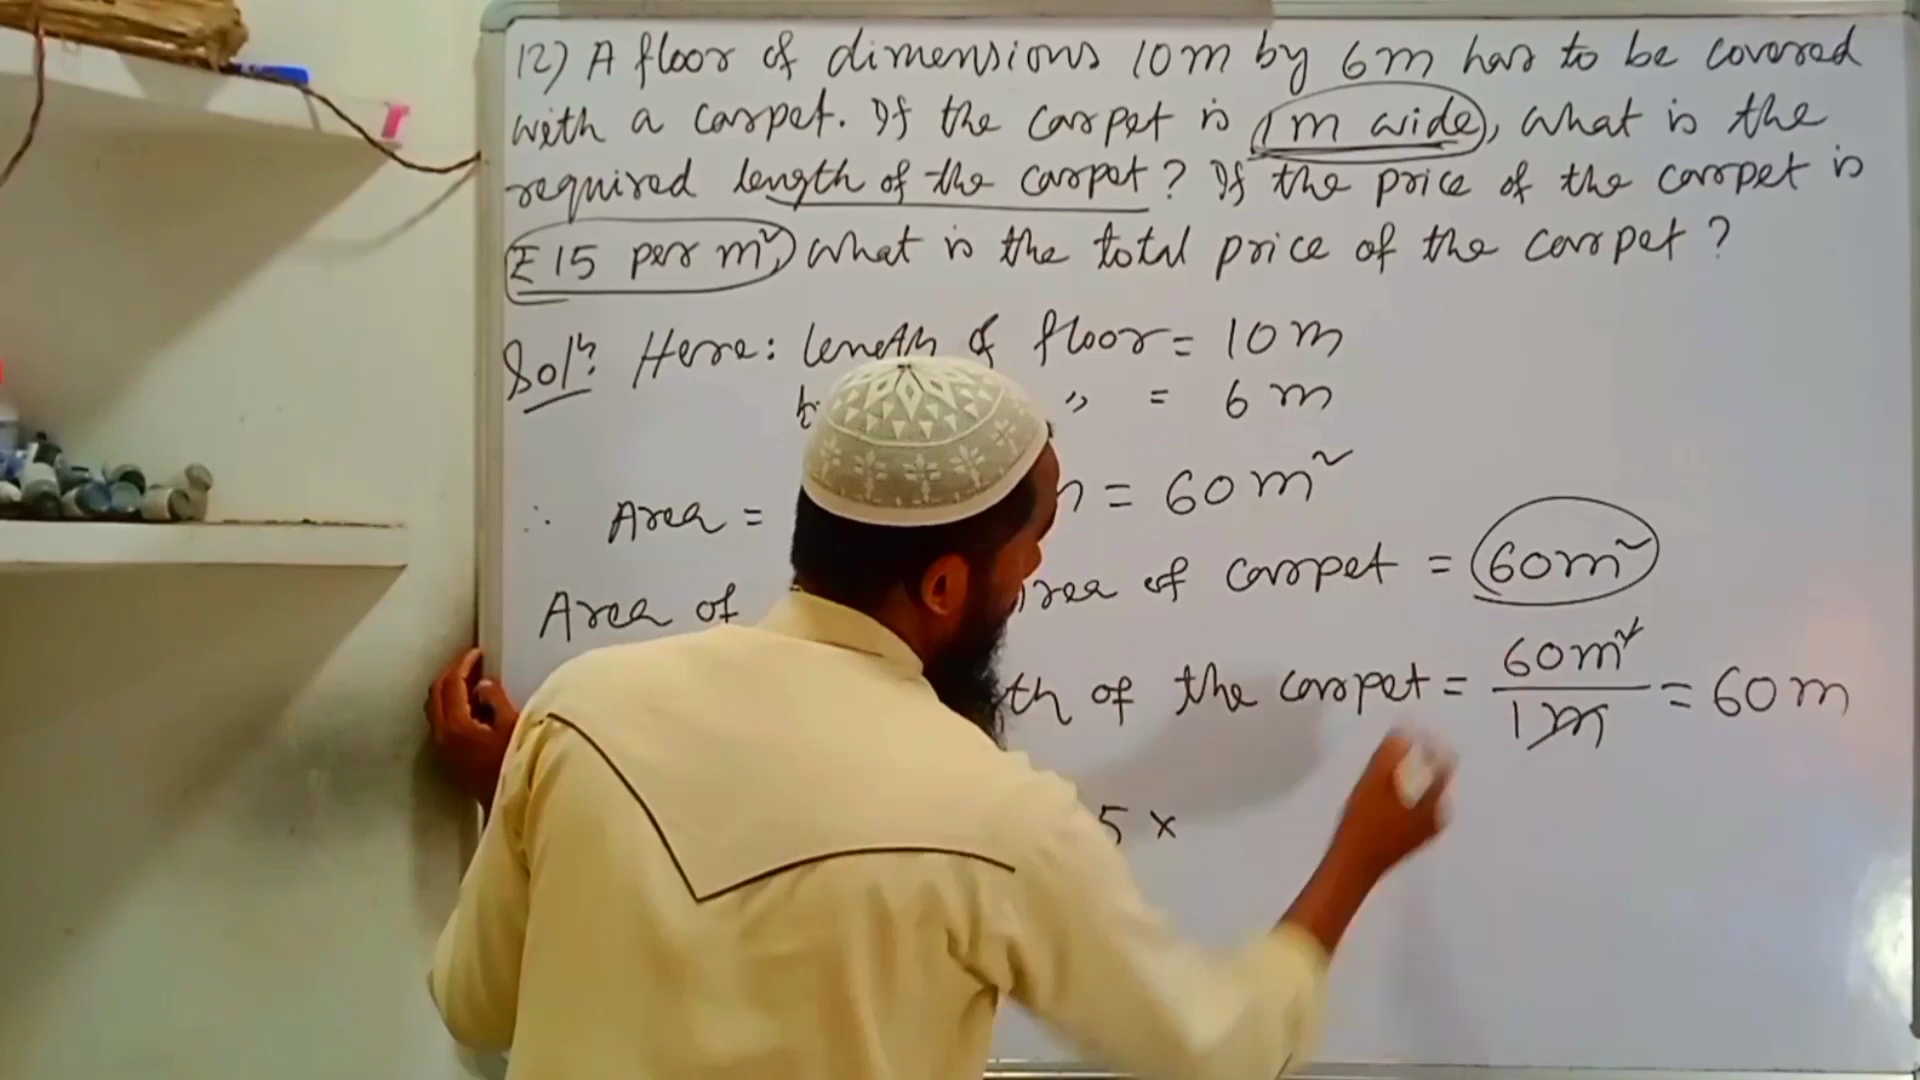 12) A floor of dimensions 10m by 6m has to be covered
with a carpet. If the carpet is 1m wide, what is the
required length of the carpet? If the price of the carpet is
₹15 per m², what is the total price of the carpet?
Solⁿ: Here: length of floor = 10m
" = 6m
∴ Area = = 60m²
Area of area of carpet = 60m²
of the carpet = 60m² / 1m = 60m
5 ×